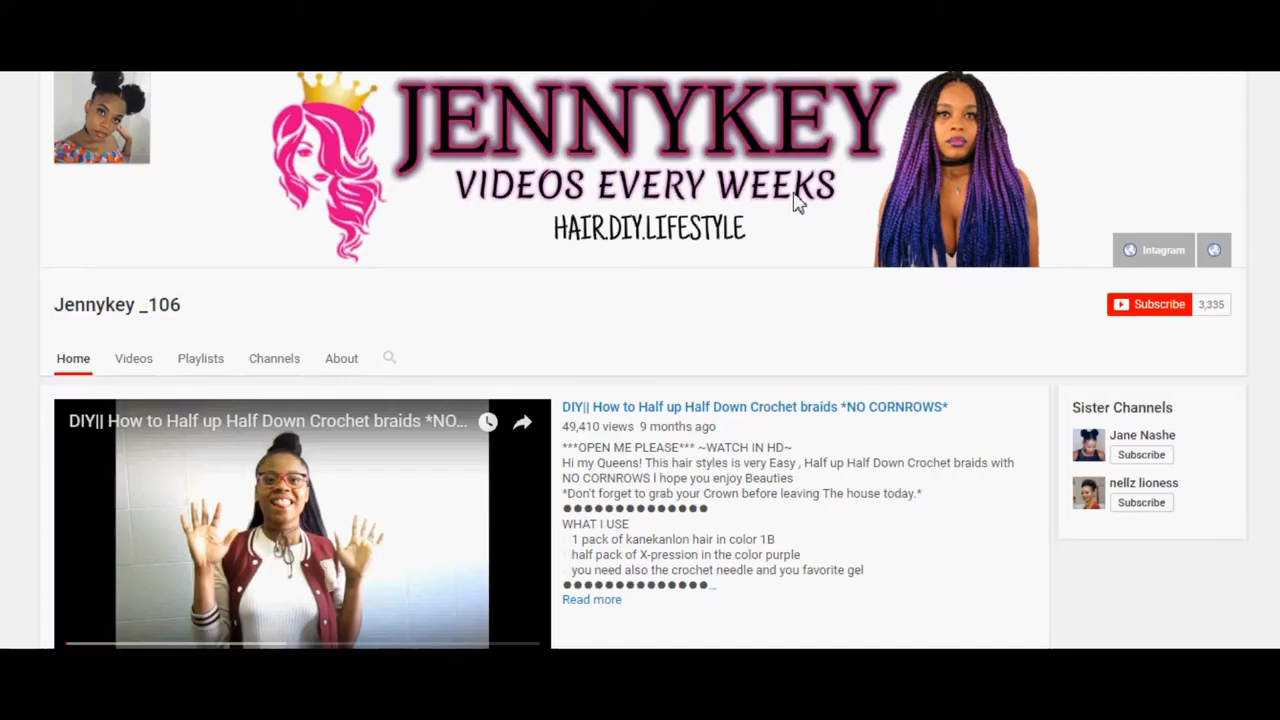 JENNYKEY
VIDEOS EVERY WEEKS
HAIR.DIY.LIFESTYLE
Intagram
Jennykey _106
Subscribe 3,335
Home Videos Playlists Channels About
DIY|| How to Half up Half Down Crochet braids *NO...
DIY|| How to Half up Half Down Crochet braids *NO CORNROWS*
49,410 views 9 months ago
***OPEN ME PLEASE*** ~WATCH IN HD~
Hi my Queens! This hair styles is very Easy , Half up Half Down Crochet braids with
NO CORNROWS I hope you enjoy Beauties
*Don't forget to grab your Crown before leaving The house today.*
●●●●●●●●●●●●●●
WHAT I USE
1 pack of kanekanlon hair in color 1B
half pack of X-pression in the color purple
you need also the crochet needle and you favorite gel
●●●●●●●●●●●●●●...
Read more
Sister Channels
Jane Nashe
Subscribe
nellz lioness
Subscribe